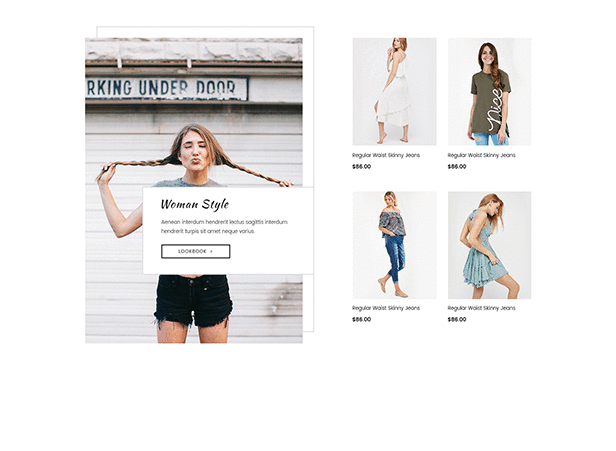 RKING UNDER DOOR
Woman Style
Aenean interdum hendrerit lectus sagittis interdum
hendrerit turpis sit amet neque varius.
LOOKBOOK >
nice
Regular Waist Skinny Jeans
$86.00
Regular Waist Skinny Jeans
$86.00
Regular Waist Skinny Jeans
$86.00
Regular Waist Skinny Jeans
$86.00